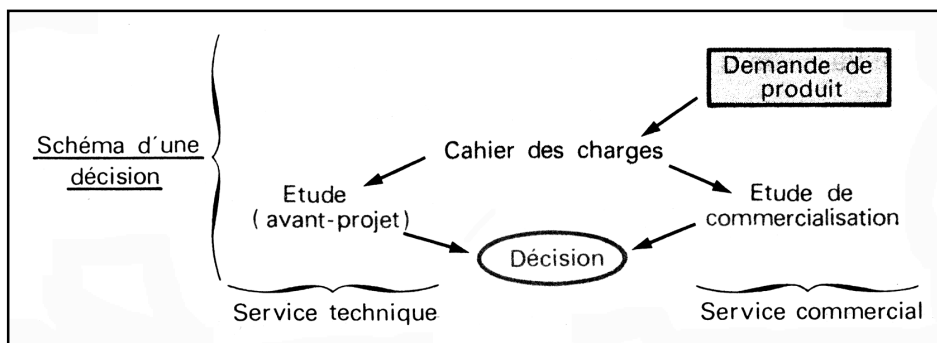 Demande de
produit
Schéma d'une
décision
Cahier des charges
Etude
( avant-projet )
Etude de
commercialisation
Décision
Service technique
Service commercial